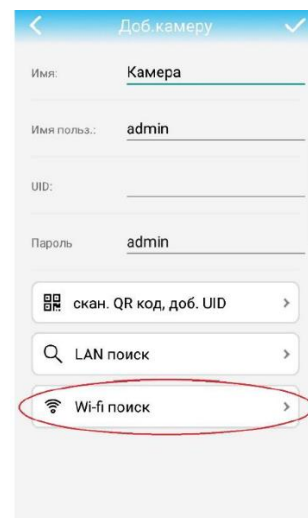 Доб.камеру
Имя: Камера
Имя польз.: admin
UID:
Пароль admin
скан. QR код, доб. UID
LAN поиск
Wi-fi поиск